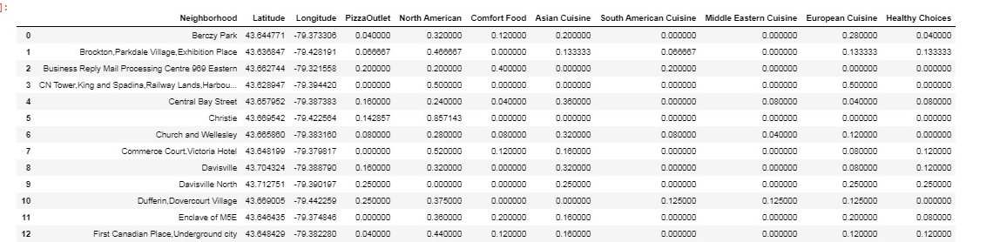 ]:
Neighborhood Latitude Longitude PizzaOutlet North American Comfort Food Asian Cuisine South American Cuisine Middle Eastern Cuisine European Cuisine Healthy Choices
0 Berczy Park 43.644771 -79.373306 0.040000 0.320000 0.120000 0.200000 0.000000 0.000000 0.280000 0.040000
1 Brockton,Parkdale Village,Exhibition Place 43.636847 -79.428191 0.066667 0.466667 0.000000 0.133333 0.066667 0.000000 0.133333 0.133333
2 Business Reply Mail Processing Centre 969 Eastern 43.662744 -79.321558 0.200000 0.200000 0.400000 0.000000 0.200000 0.000000 0.000000 0.000000
3 CN Tower,King and Spadina,Railway Lands,Harbou... 43.628947 -79.394420 0.000000 0.500000 0.000000 0.000000 0.000000 0.000000 0.500000 0.000000
4 Central Bay Street 43.657952 -79.387383 0.160000 0.240000 0.040000 0.360000 0.000000 0.080000 0.040000 0.080000
5 Christie 43.669542 -79.422564 0.142857 0.857143 0.000000 0.000000 0.000000 0.000000 0.000000 0.000000
6 Church and Wellesley 43.665860 -79.383160 0.080000 0.280000 0.080000 0.320000 0.080000 0.040000 0.120000 0.000000
7 Commerce Court,Victoria Hotel 43.648199 -79.379817 0.000000 0.520000 0.120000 0.160000 0.000000 0.000000 0.080000 0.120000
8 Davisville 43.704324 -79.388790 0.160000 0.320000 0.000000 0.320000 0.000000 0.000000 0.080000 0.120000
9 Davisville North 43.712751 -79.390197 0.250000 0.000000 0.000000 0.250000 0.000000 0.000000 0.250000 0.250000
10 Dufferin,Dovercourt Village 43.669005 -79.442259 0.250000 0.375000 0.000000 0.000000 0.125000 0.125000 0.125000 0.000000
11 Enclave of M5E 43.646435 -79.374846 0.000000 0.360000 0.200000 0.160000 0.000000 0.000000 0.200000 0.080000
12 First Canadian Place,Underground city 43.648429 -79.382280 0.040000 0.440000 0.120000 0.160000 0.000000 0.000000 0.120000 0.120000